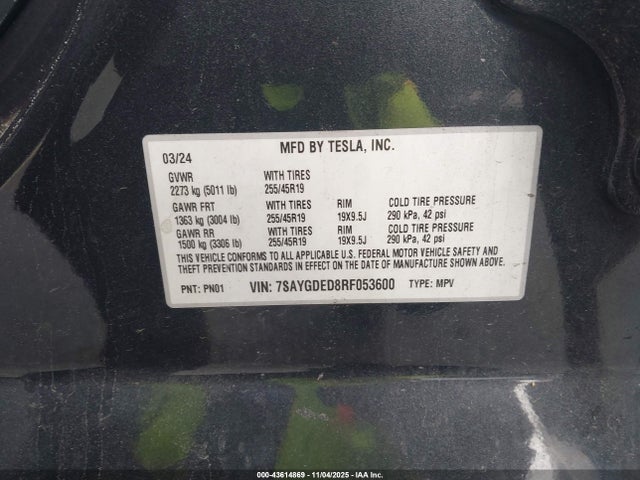 MFD BY TESLA, INC.
03/24
GVWR WITH TIRES
2273 kg (5011 lb) 255/45R19
GAWR FRT WITH TIRES RIM COLD TIRE PRESSURE
1363 kg (3004 lb) 255/45R19 19X9.5J 290 kPa, 42 psi
GAWR RR WITH TIRES RIM COLD TIRE PRESSURE
1500 kg (3306 lb) 255/45R19 19X9.5J 290 kPa, 42 psi
THIS VEHICLE CONFORMS TO ALL APPLICABLE U.S. FEDERAL MOTOR VEHICLE SAFETY AND
THEFT PREVENTION STANDARDS IN EFFECT ON THE DATE OF MANUFACTURE SHOWN ABOVE.
PNT: PN01 VIN: 7SAYGDED8RF053600 TYPE: MPV
000-43614869 - 11/04/2025 - IAA Inc.